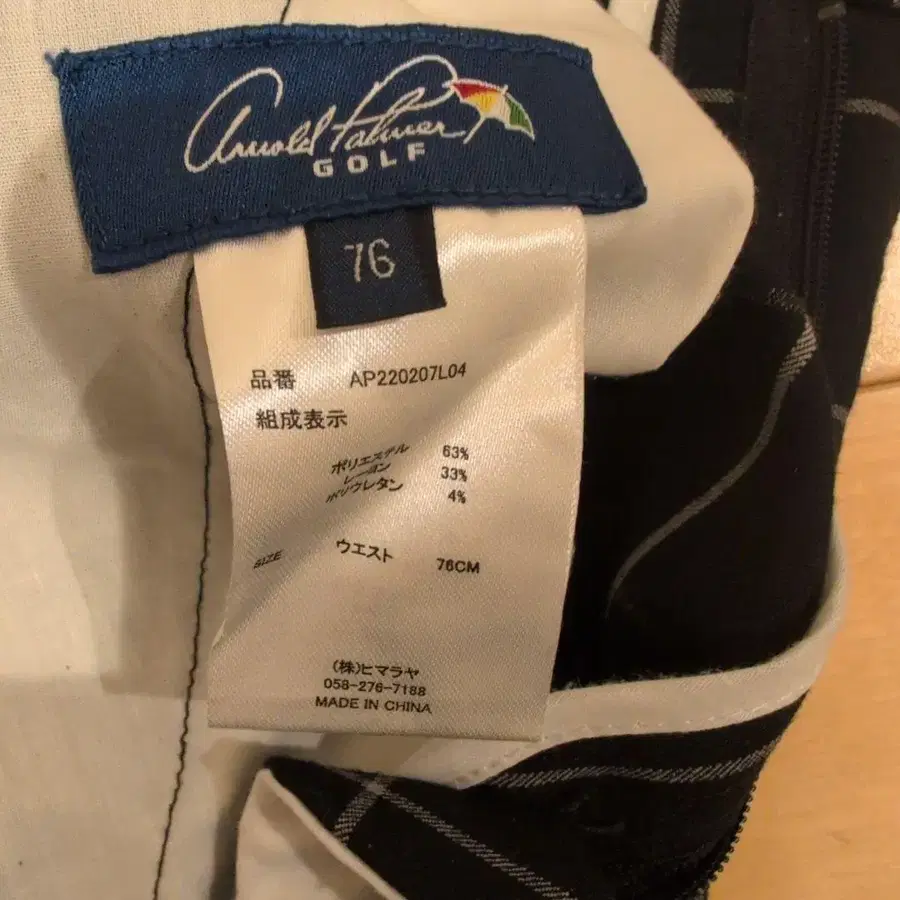 Arnold Palmer
GOLF
76
品番 AP220207L04
組成表示
ポリエステル 63%
レーヨン 33%
ポリウレタン 4%
SIZE ウエスト 76CM
(株)ヒマラヤ
058-276-7188
MADE IN CHINA